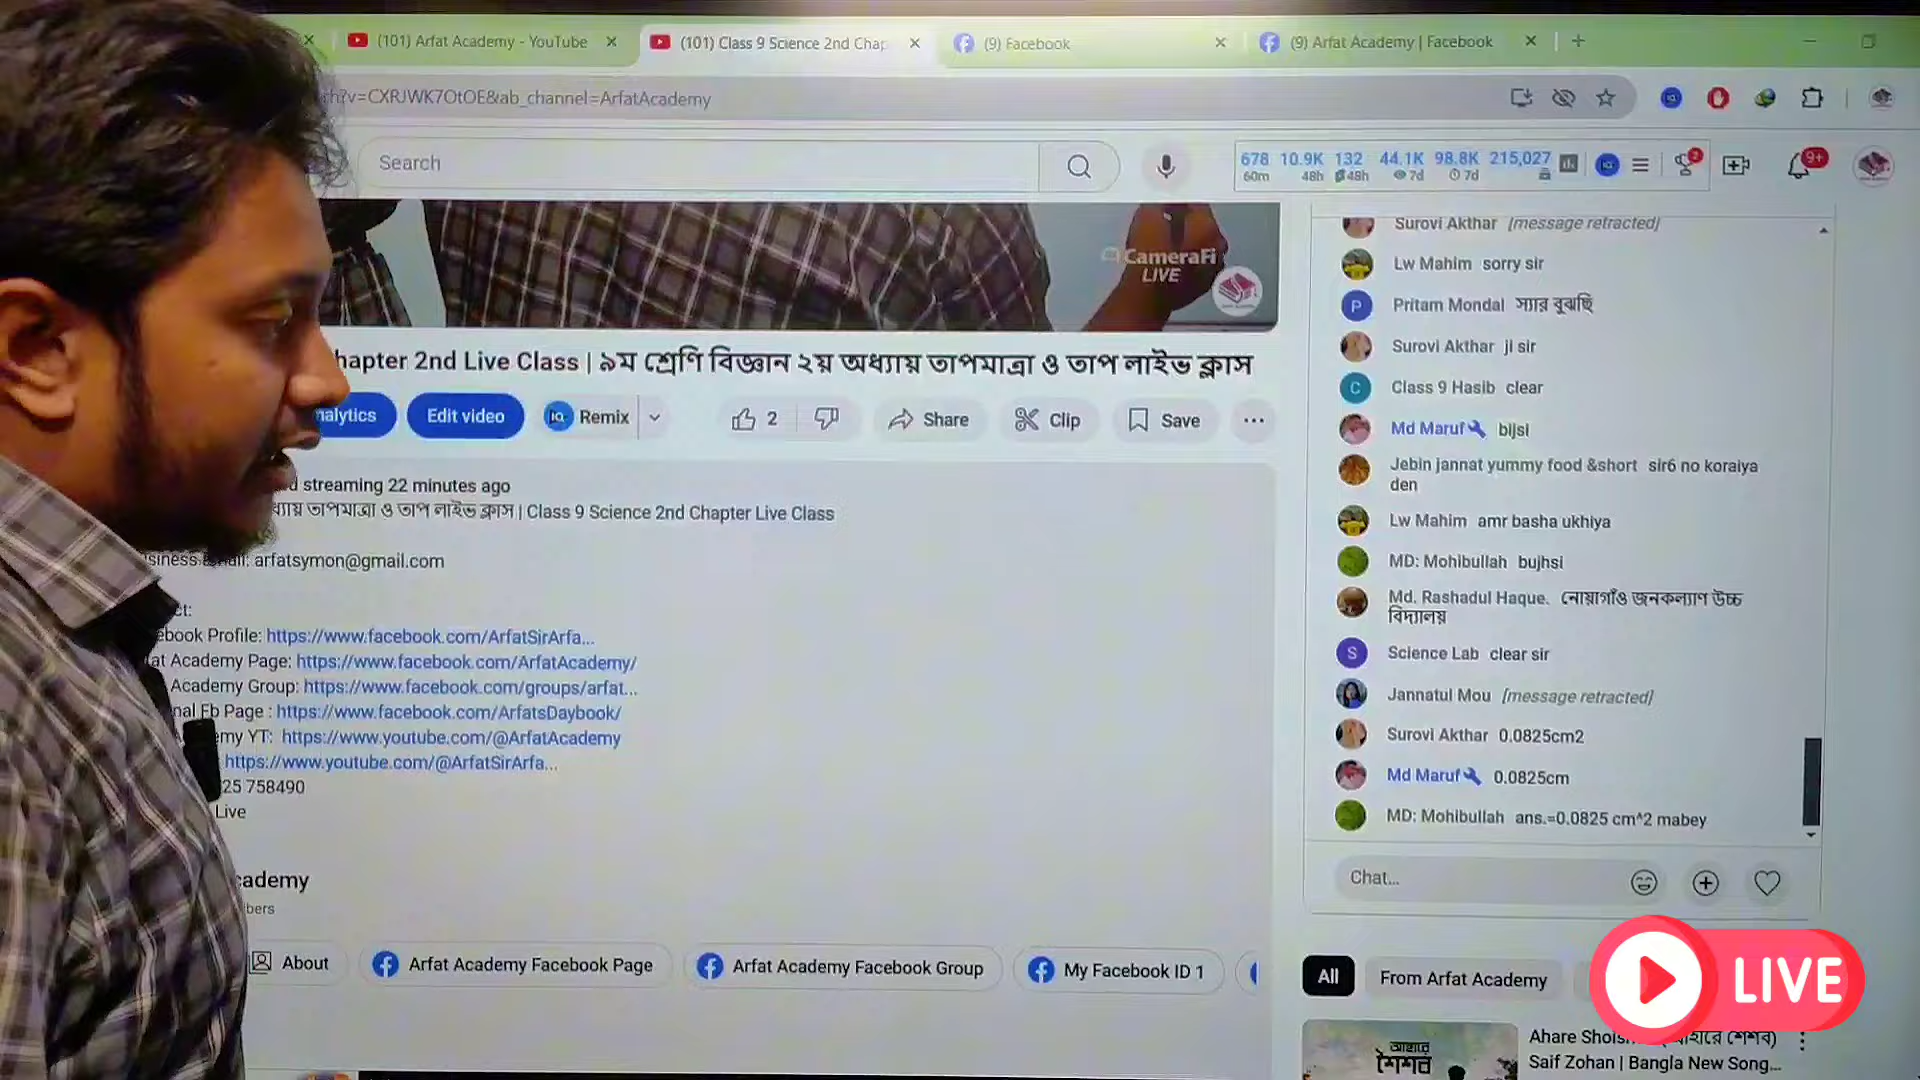 (101) Arfat Academy - YouTube
(101) Class 9 Science 2nd Chap
(9) Facebook
(9) Arfat Academy | Facebook
h?v=CXRJWK7OtOE&ab_channel=ArfatAcademy
Search
678 10.9K 132 44.1K 98.8K 215,027
60m 48h 48h 7d 7d
9+
CameraFi
LIVE
hapter 2nd Live Class | ৯ম শ্রেণি বিজ্ঞান ২য় অধ্যায় তাপমাত্রা ও তাপ লাইভ ক্লাস
nalytics
Edit video
Remix
2
Share
Clip
Save
streaming 22 minutes ago
ধ্যায় তাপমাত্রা ও তাপ লাইভ ক্লাস | Class 9 Science 2nd Chapter Live Class
arfatsymon@gmail.com
ct:
ebook Profile: https://www.facebook.com/ArfatSirArfa...
at Academy Page: https://www.facebook.com/ArfatAcademy/
Academy Group: https://www.facebook.com/groups/arfat...
nal Fb Page : https://www.facebook.com/ArfatsDaybook/
emy YT: https://www.youtube.com/@ArfatAcademy
https://www.youtube.com/@ArfatSirArfa...
25 758490
Live
cademy
bers
About
Arfat Academy Facebook Page
Arfat Academy Facebook Group
My Facebook ID 1
Surovi Akthar [message retracted]
Lw Mahim sorry sir
P Pritam Mondal স্যার বুঝছি
Surovi Akthar ji sir
C Class 9 Hasib clear
Md Maruf bijsi
Jebin jannat yummy food &short sir6 no koraiya
den
Lw Mahim amr basha ukhiya
MD: Mohibullah bujhsi
Md. Rashadul Haque. নোয়াগাঁও জনকল্যাণ উচ্চ
বিদ্যালয়
S Science Lab clear sir
Jannatul Mou [message retracted]
Surovi Akthar 0.0825cm2
Md Maruf 0.0825cm
MD: Mohibullah ans.=0.0825 cm^2 mabey
Chat...
All
From Arfat Academy
LIVE
আহারে
শৈশব
Ahare Shois
শৈশব)
Saif Zohan | Bangla New Song...